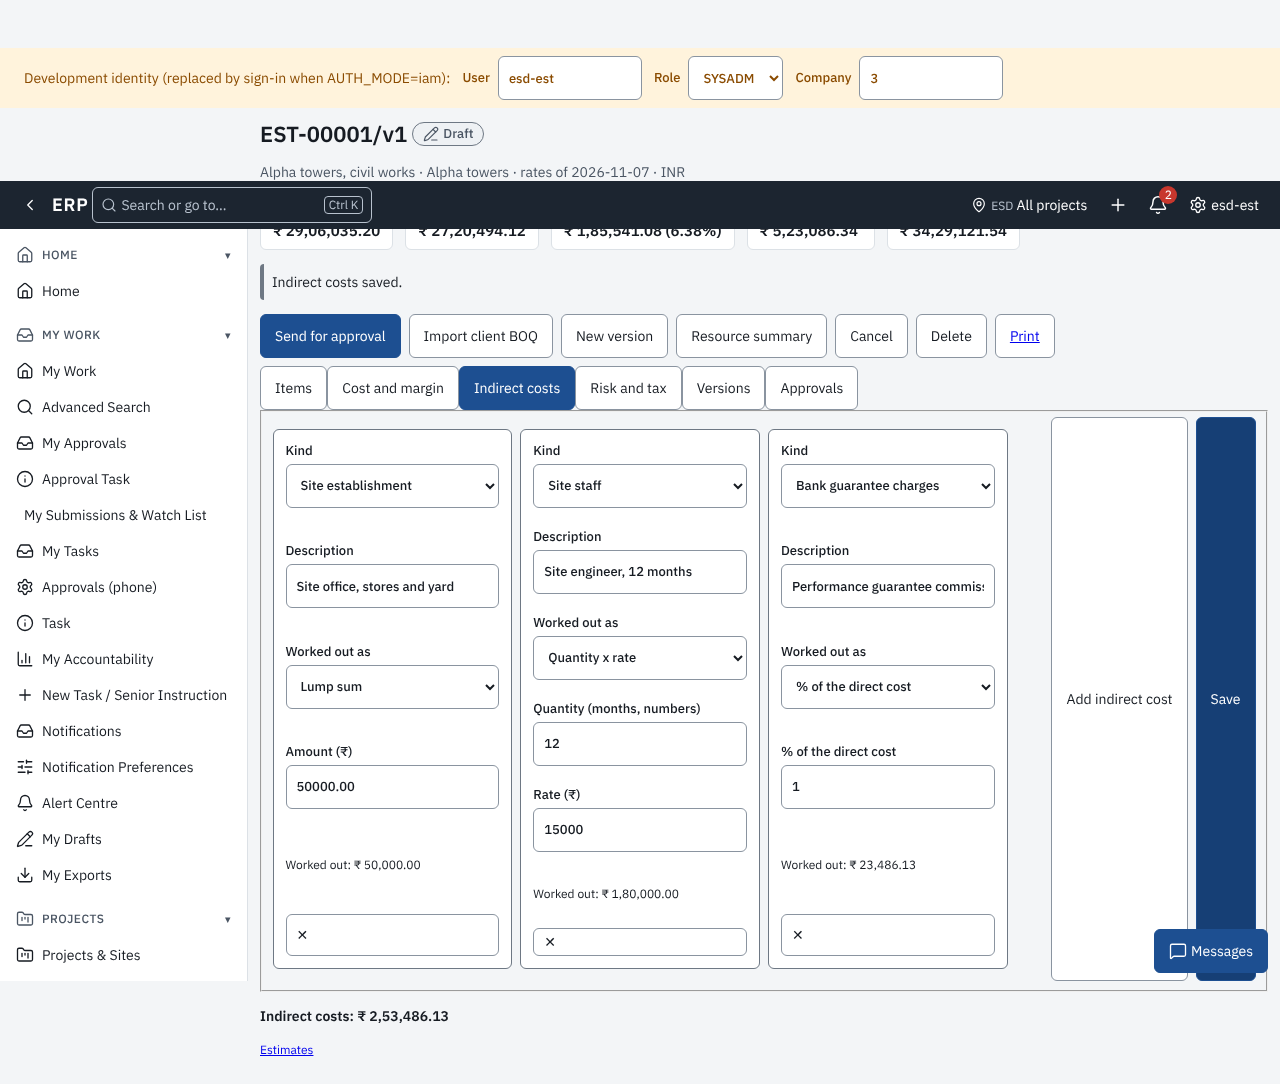 Development identity (replaced by sign-in when AUTH_MODE=iam): User esd-est Role SYSADM Company 3
EST-00001/v1 Draft
Alpha towers, civil works · Alpha towers · rates of 2026-11-07 · INR
ERP Search or go to... Ctrl K ESD All projects 2 esd-est
₹ 29,06,035.20 ₹ 27,20,494.12 ₹ 1,85,541.08 (6.38%) ₹ 5,23,086.34 ₹ 34,29,121.54
HOME
Home
MY WORK
My Work
Advanced Search
My Approvals
Approval Task
My Submissions & Watch List
My Tasks
Approvals (phone)
Task
My Accountability
New Task / Senior Instruction
Notifications
Notification Preferences
Alert Centre
My Drafts
My Exports
PROJECTS
Projects & Sites
Indirect costs saved.
Send for approval Import client BOQ New version Resource summary Cancel Delete Print
Items Cost and margin Indirect costs Risk and tax Versions Approvals
Kind
Site establishment
Description
Site office, stores and yard
Worked out as
Lump sum
Amount (₹)
50000.00
Worked out: ₹ 50,000.00
×
Kind
Site staff
Description
Site engineer, 12 months
Worked out as
Quantity x rate
Quantity (months, numbers)
12
Rate (₹)
15000
Worked out: ₹ 1,80,000.00
×
Kind
Bank guarantee charges
Description
Performance guarantee commis
Worked out as
% of the direct cost
% of the direct cost
1
Worked out: ₹ 23,486.13
×
Add indirect cost
Save
Messages
Indirect costs: ₹ 2,53,486.13
Estimates